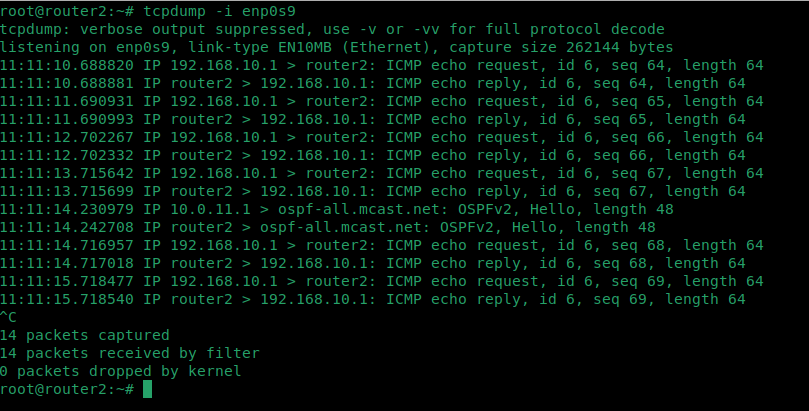 root@router2:~# tcpdump -i enp0s9
tcpdump: verbose output suppressed, use -v or -vv for full protocol decode
listening on enp0s9, link-type EN10MB (Ethernet), capture size 262144 bytes
11:11:10.688820 IP 192.168.10.1 > router2: ICMP echo request, id 6, seq 64, length 64
11:11:10.688881 IP router2 > 192.168.10.1: ICMP echo reply, id 6, seq 64, length 64
11:11:11.690931 IP 192.168.10.1 > router2: ICMP echo request, id 6, seq 65, length 64
11:11:11.690993 IP router2 > 192.168.10.1: ICMP echo reply, id 6, seq 65, length 64
11:11:12.702267 IP 192.168.10.1 > router2: ICMP echo request, id 6, seq 66, length 64
11:11:12.702332 IP router2 > 192.168.10.1: ICMP echo reply, id 6, seq 66, length 64
11:11:13.715642 IP 192.168.10.1 > router2: ICMP echo request, id 6, seq 67, length 64
11:11:13.715699 IP router2 > 192.168.10.1: ICMP echo reply, id 6, seq 67, length 64
11:11:14.230979 IP 10.0.11.1 > ospf-all.mcast.net: OSPFv2, Hello, length 48
11:11:14.242708 IP router2 > ospf-all.mcast.net: OSPFv2, Hello, length 48
11:11:14.716957 IP 192.168.10.1 > router2: ICMP echo request, id 6, seq 68, length 64
11:11:14.717018 IP router2 > 192.168.10.1: ICMP echo reply, id 6, seq 68, length 64
11:11:15.718477 IP 192.168.10.1 > router2: ICMP echo request, id 6, seq 69, length 64
11:11:15.718540 IP router2 > 192.168.10.1: ICMP echo reply, id 6, seq 69, length 64
^C
14 packets captured
14 packets received by filter
0 packets dropped by kernel
root@router2:~#